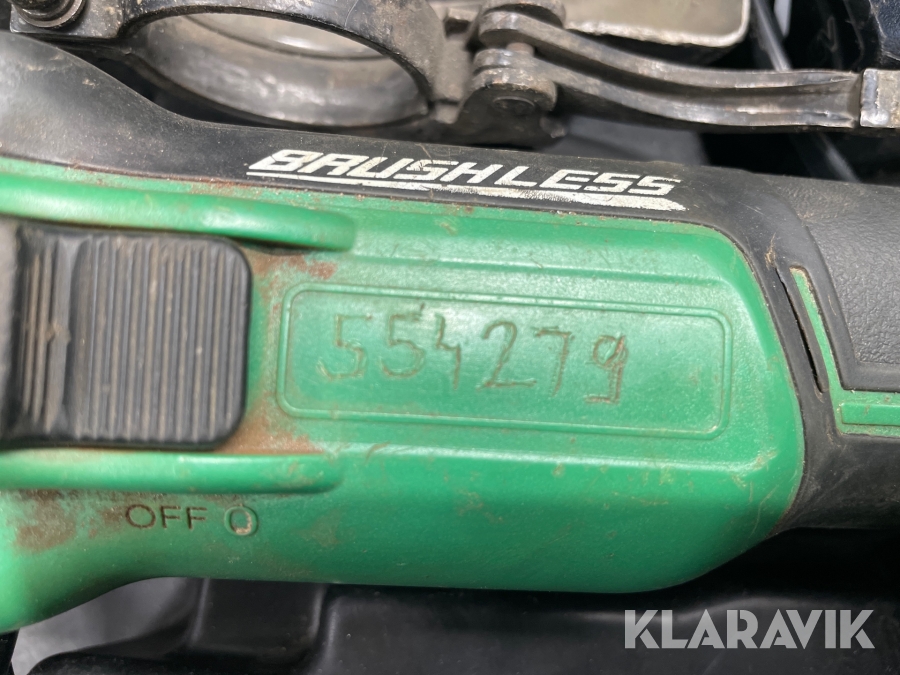 BRUSHLESS
554279
OFF O
KLARAVIK